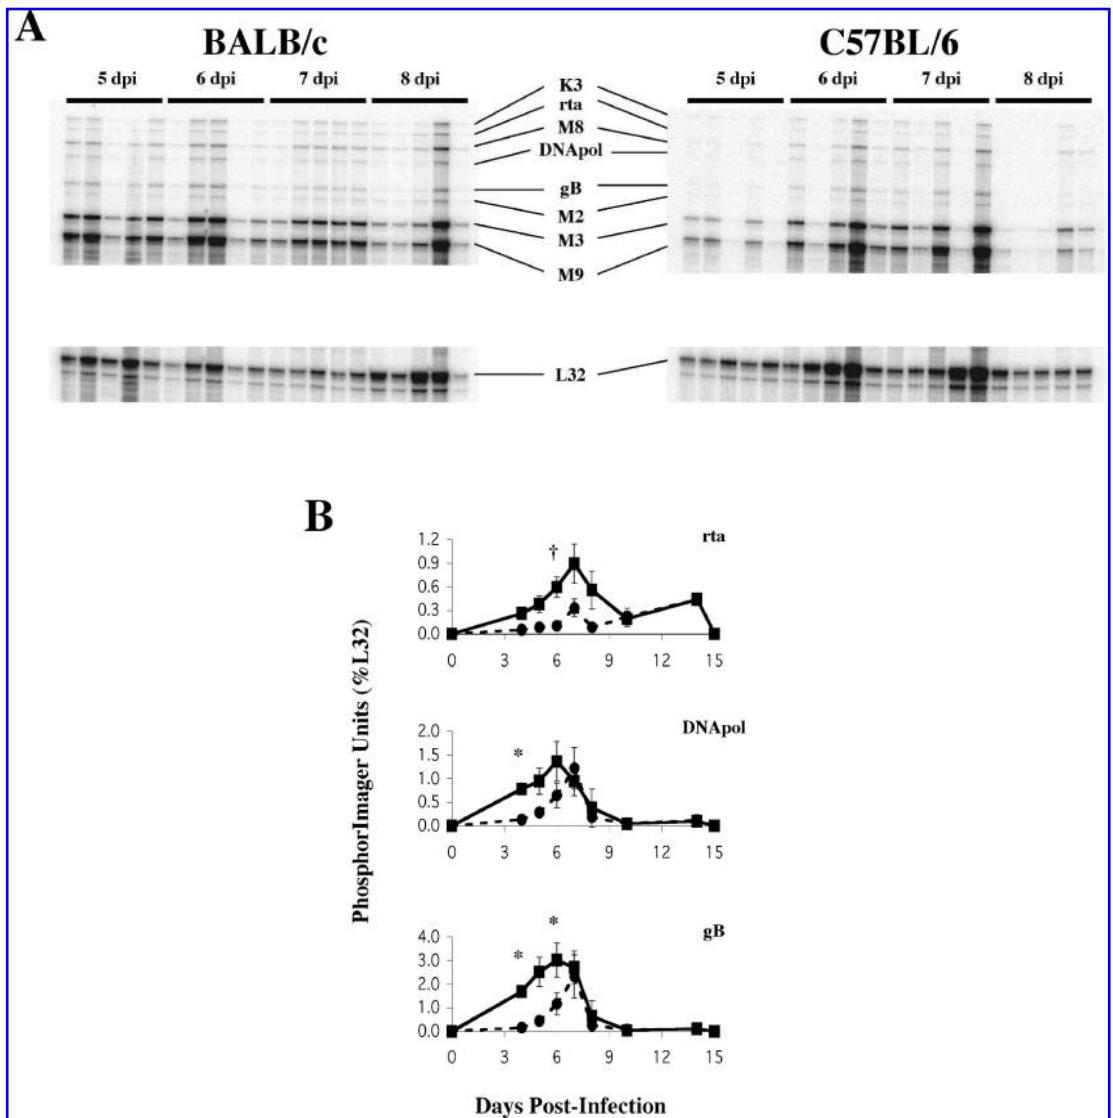 A
BALB/c
C57BL/6
5 dpi 6 dpi 7 dpi 8 dpi
5 dpi 6 dpi 7 dpi 8 dpi
K3
rta
M8
DNApol
gB
M2
M3
M9
L32
B
PhosphorImager Units (%L32)
rta
†
1.2
0.9
0.6
0.3
0.0
0 3 6 9 12 15
DNApol
*
2.0
1.5
1.0
0.5
0.0
0 3 6 9 12 15
gB
* *
4.0
3.0
2.0
1.0
0.0
0 3 6 9 12 15
Days Post-Infection